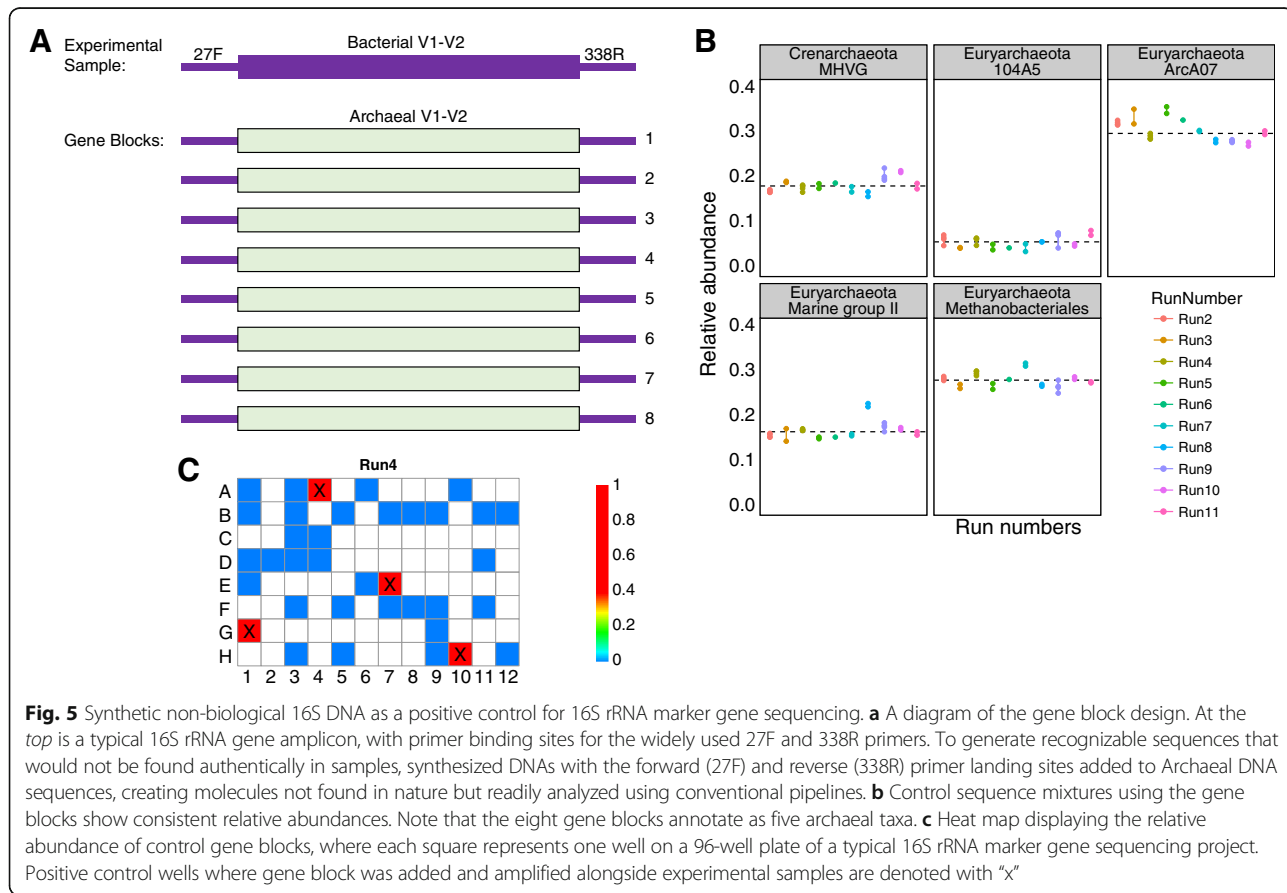 A
Experimental
Sample:
27F
Bacterial V1-V2
338R
Archaeal V1-V2
Gene Blocks:
1
2
3
4
5
6
7
8
B
Crenarchaeota
MHVG
Euryarchaeota
104A5
Euryarchaeota
ArcA07
0.4
0.3
0.2
0.1
0.0
Relative abundance
Euryarchaeota
Marine group II
Euryarchaeota
Methanobacteriales
0.4
0.3
0.2
0.1
0.0
Run numbers
RunNumber
Run2
Run3
Run4
Run5
Run6
Run7
Run8
Run9
Run10
Run11
C
Run4
A
B
C
D
E
F
G
H
X
X
X
X
1 2 3 4 5 6 7 8 9 10 11 12
1
0.8
0.6
0.4
0.2
0
Fig. 5 Synthetic non-biological 16S DNA as a positive control for 16S rRNA marker gene sequencing. a A diagram of the gene block design. At the
top is a typical 16S rRNA gene amplicon, with primer binding sites for the widely used 27F and 338R primers. To generate recognizable sequences that
would not be found authentically in samples, synthesized DNAs with the forward (27F) and reverse (338R) primer landing sites added to Archaeal DNA
sequences, creating molecules not found in nature but readily analyzed using conventional pipelines. b Control sequence mixtures using the gene
blocks show consistent relative abundances. Note that the eight gene blocks annotate as five archaeal taxa. c Heat map displaying the relative
abundance of control gene blocks, where each square represents one well on a 96-well plate of a typical 16S rRNA marker gene sequencing project.
Positive control wells where gene block was added and amplified alongside experimental samples are denoted with “x”